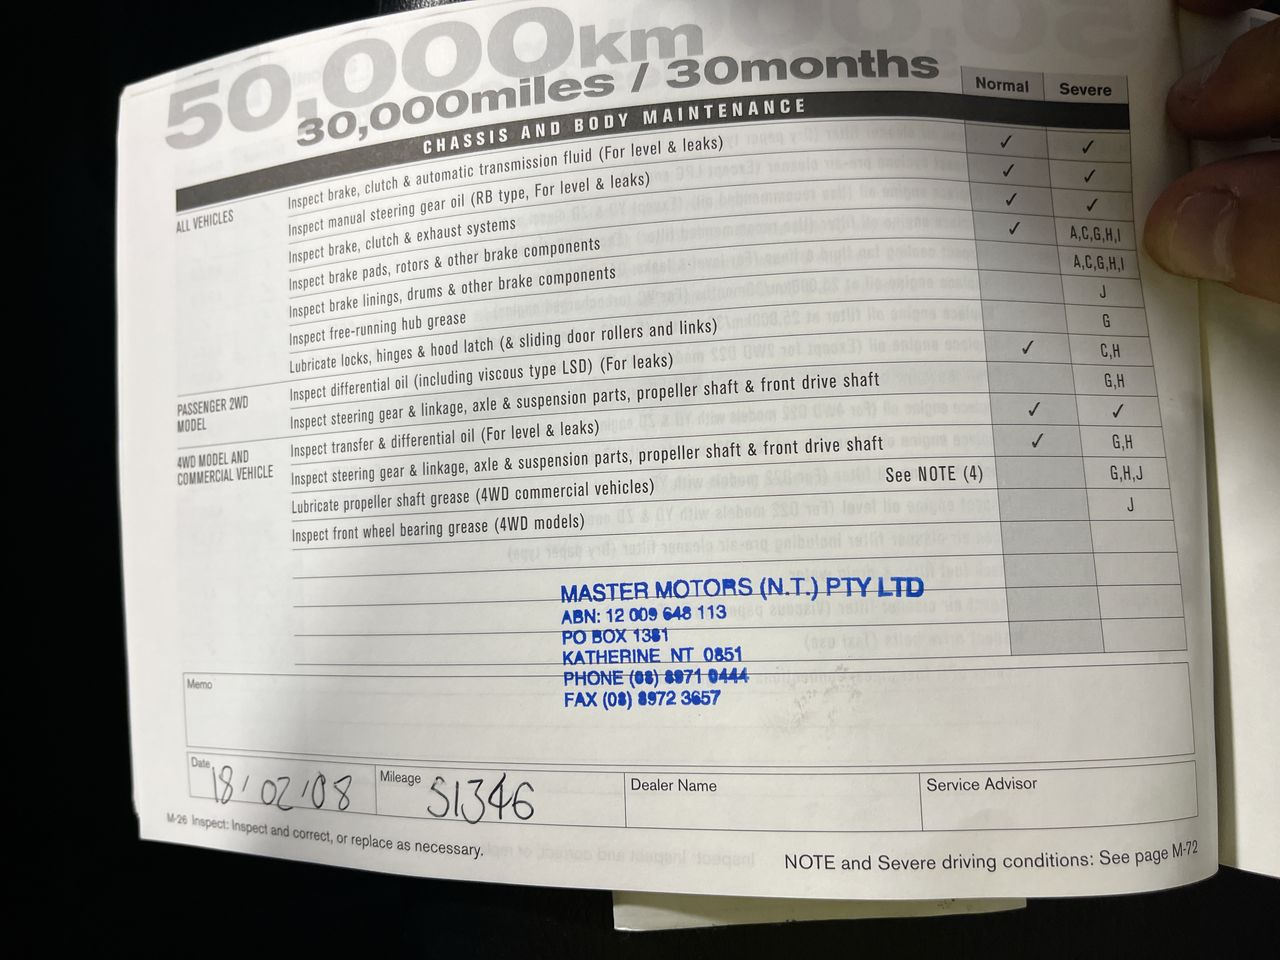 50,000km
30,000miles / 30months
Normal Severe
CHASSIS AND BODY MAINTENANCE
ALL VEHICLES
Inspect brake, clutch & automatic transmission fluid (For level & leaks) ✓ ✓
Inspect manual steering gear oil (RB type, For level & leaks) ✓ ✓
Inspect brake, clutch & exhaust systems ✓ ✓
Inspect brake pads, rotors & other brake components ✓ A,C,G,H,I
Inspect brake linings, drums & other brake components A,C,G,H,I
Inspect free-running hub grease J
Lubricate locks, hinges & hood latch (& sliding door rollers and links) G
PASSENGER 2WD
MODEL
Inspect differential oil (including viscous type LSD) (For leaks) ✓ C,H
Inspect steering gear & linkage, axle & suspension parts, propeller shaft & front drive shaft G,H
4WD MODEL AND
COMMERCIAL VEHICLE
Inspect transfer & differential oil (For level & leaks) ✓ ✓
Inspect steering gear & linkage, axle & suspension parts, propeller shaft & front drive shaft ✓ G,H
Lubricate propeller shaft grease (4WD commercial vehicles) See NOTE (4) G,H,J
Inspect front wheel bearing grease (4WD models) J
MASTER MOTORS (N.T.) PTY LTD
ABN: 12 009 648 113
PO BOX 1381
KATHERINE NT 0851
PHONE (08) 8971 0444
FAX (08) 8972 3657
Memo
Date 18/02/08 Mileage 51346 Dealer Name Service Advisor
M-26 Inspect: Inspect and correct, or replace as necessary.
NOTE and Severe driving conditions: See page M-72